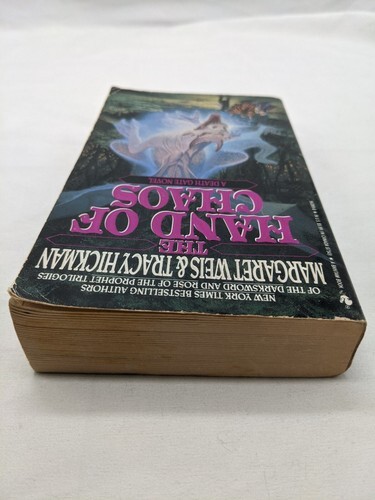 NEW YORK TIMES BESTSELLING AUTHORS
OF THE DARKSWORD AND ROSE OF THE PROPHET TRILOGIES
MARGARET WEIS & TRACY HICKMAN
THE
HAND OF
CHAOS
A DEATH GATE NOVEL